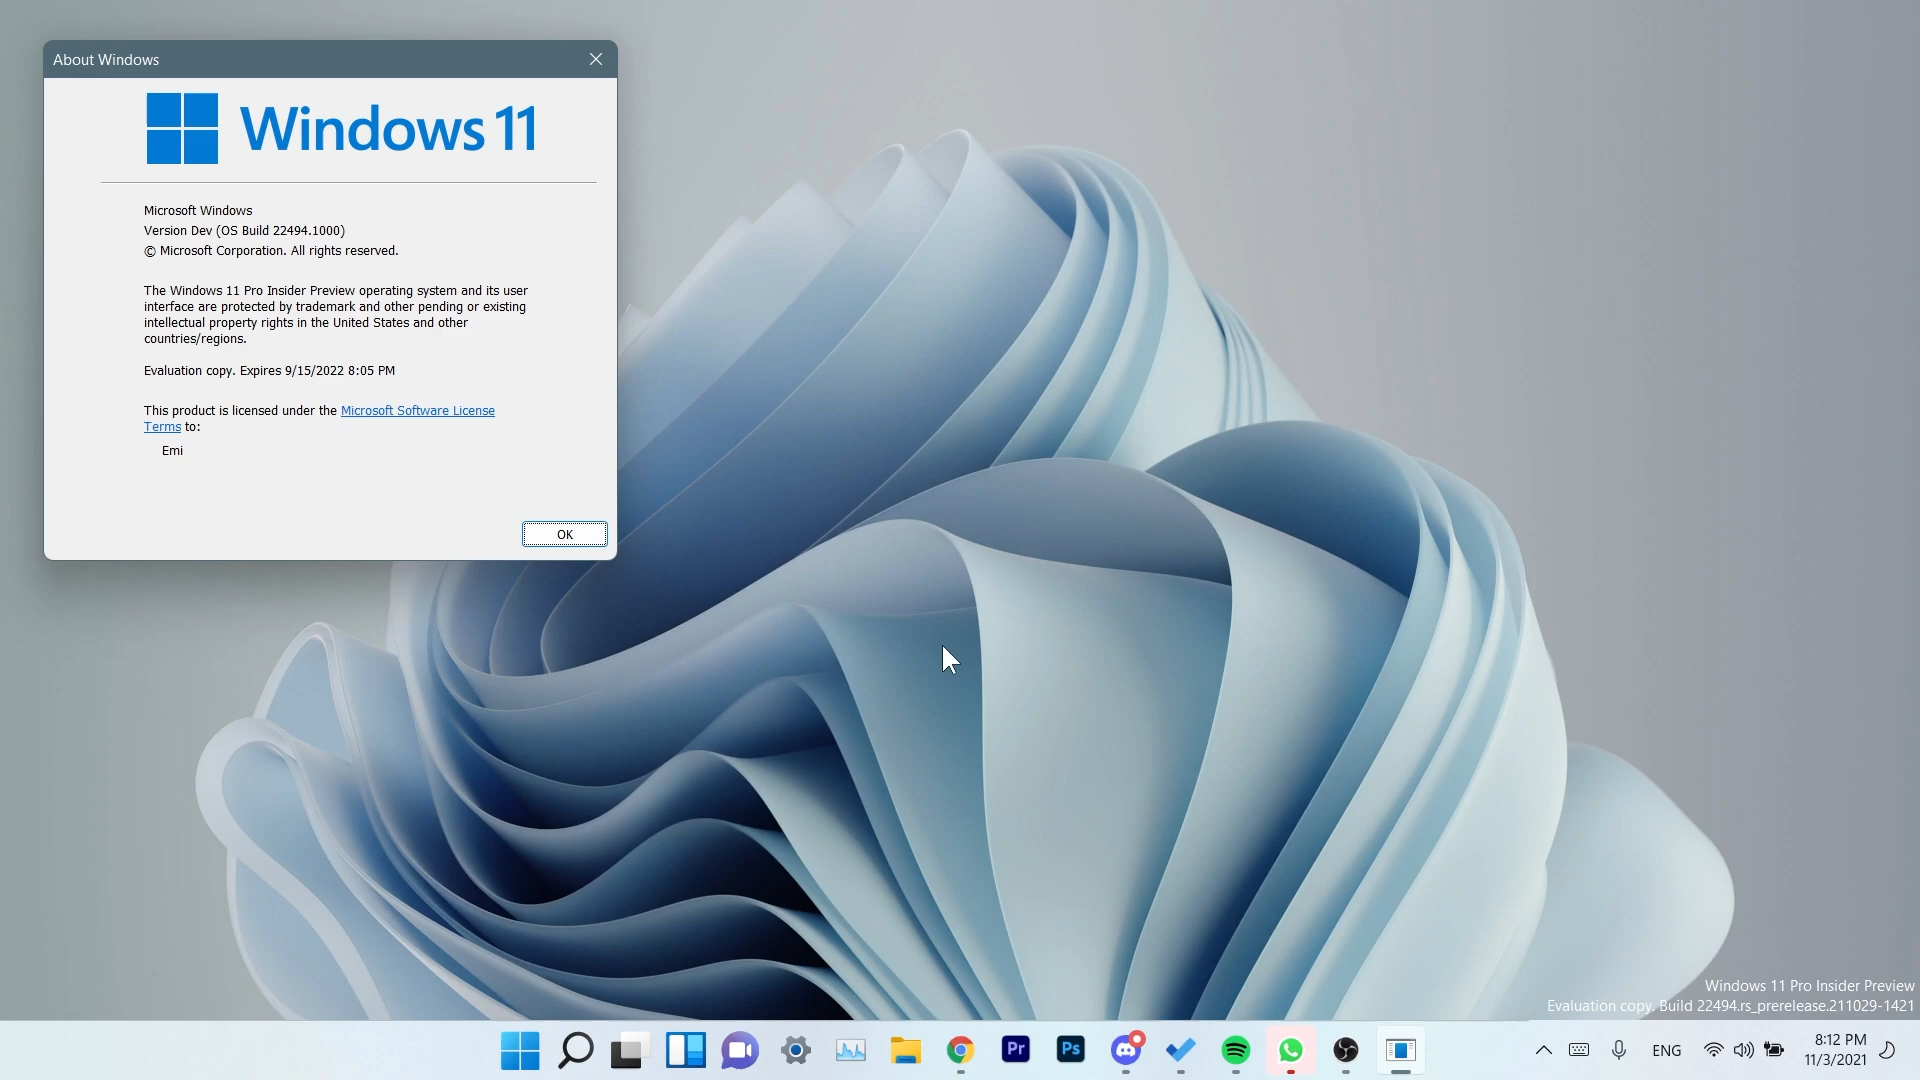 About Windows
Windows 11
Microsoft Windows
Version Dev (OS Build 22494.1000)
© Microsoft Corporation. All rights reserved.
The Windows 11 Pro Insider Preview operating system and its user
interface are protected by trademark and other pending or existing
intellectual property rights in the United States and other
countries/regions.
Evaluation copy. Expires 9/15/2022 8:05 PM
This product is licensed under the Microsoft Software License
Terms to:
Emi
OK
Windows 11 Pro Insider Preview
Evaluation copy. Build 22494.rs_prerelease.211029-1421
Pr
Ps
ENG
8:12 PM
11/3/2021